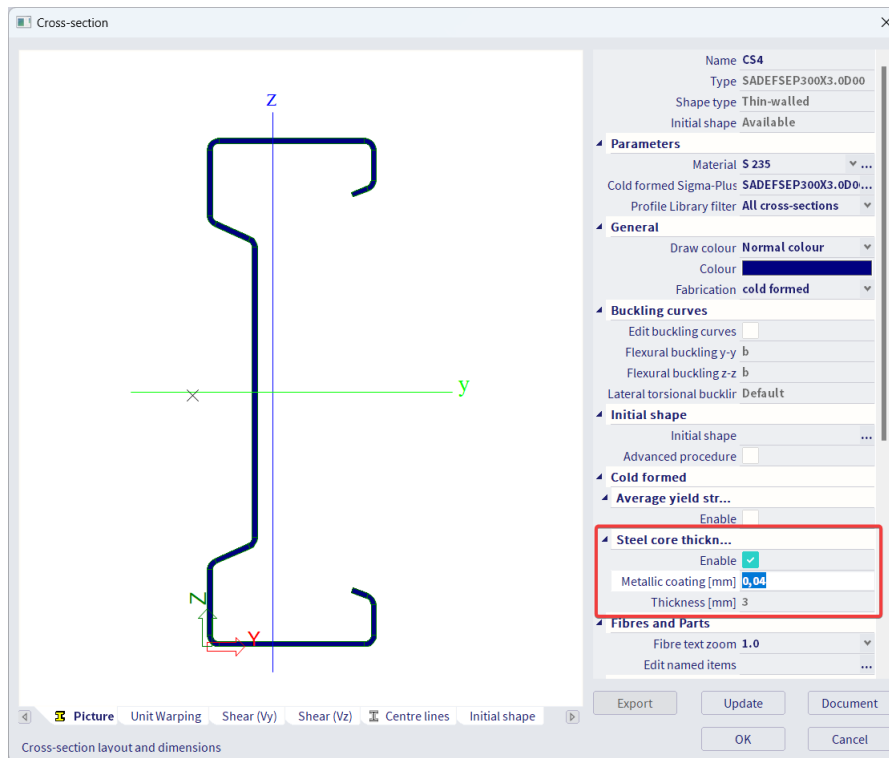 Cross-section
z
y
Z
Y
Picture
Unit Warping
Shear (Vy)
Shear (Vz)
Centre lines
Initial shape
Cross-section layout and dimensions
Name CS4
Type SADEFSEP300X3.0D00
Shape type Thin-walled
Initial shape Available
Parameters
Material S 235 ...
Cold formed Sigma-Plus SADEFSEP300X3.0D0 ...
Profile Library filter All cross-sections
General
Draw colour Normal colour
Colour
Fabrication cold formed
Buckling curves
Edit buckling curves
Flexural buckling y-y b
Flexural buckling z-z b
Lateral torsional bucklir Default
Initial shape
Initial shape ...
Advanced procedure
Cold formed
Average yield str...
Enable
Steel core thickn...
Enable
Metallic coating [mm] 0,04
Thickness [mm] 3
Fibres and Parts
Fibre text zoom 1.0
Edit named items ...
Export
Update
Document
OK
Cancel